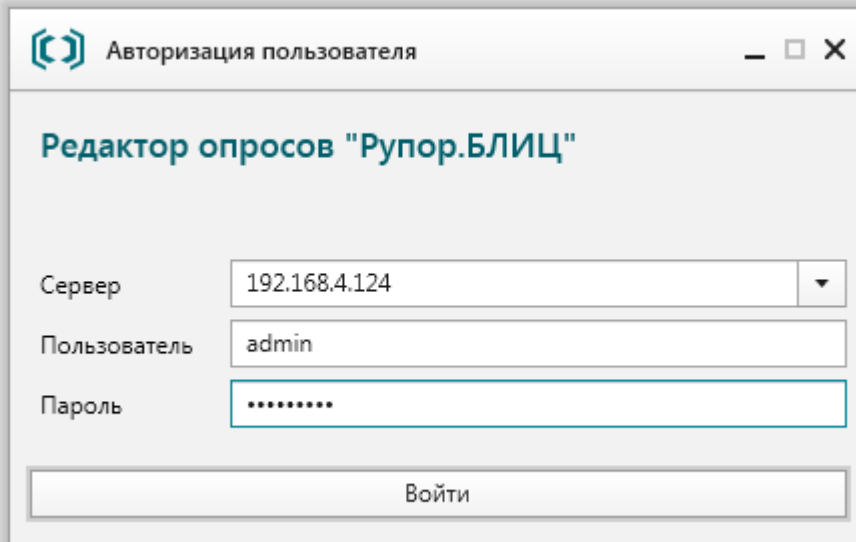 Авторизация пользователя
Редактор опросов "Рупор.БЛИЦ"
Сервер 192.168.4.124
Пользователь admin
Пароль •••••••••
Войти